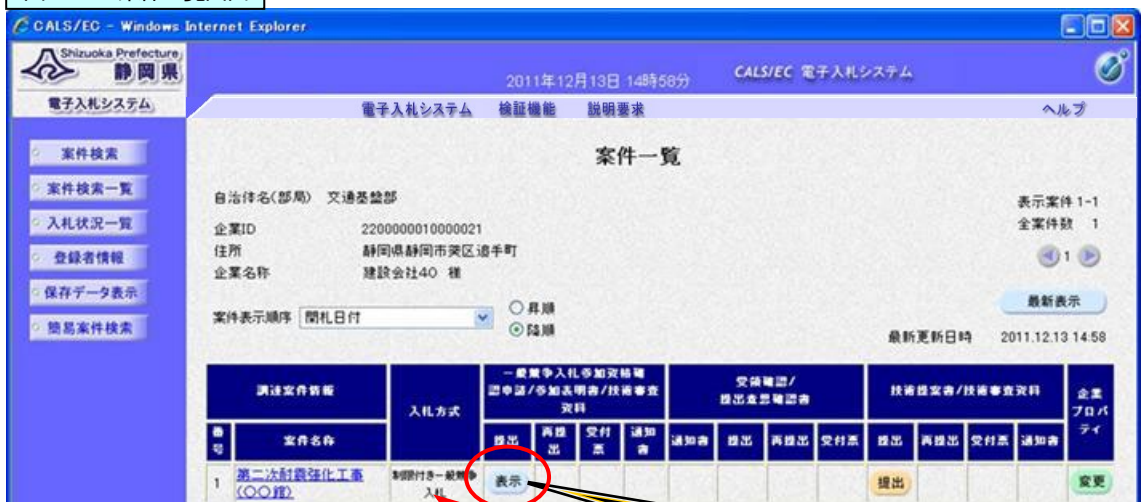 CALS/EC - Windows Internet Explorer
Shizuoka Prefecture
静岡県
2011年12月13日 14時58分
CALS/EC 電子入札システム
電子入札システム
電子入札システム 検証機能 説明要求
ヘルプ
案件検索
案件検索一覧
入札状況一覧
登録者情報
保存データ表示
簡易案件検索
案件一覧
自治体名(部局) 交通基盤部
表示案件 1-1
企業ID 2200000010000021
全案件数 1
住所 静岡県静岡市葵区追手町
1
企業名称 建設会社40 様
最新表示
案件表示順序 開札日付
昇順
降順
最新更新日時 2011.12.13 14:58
調達案件情報
入札方式
一般競争入札参加資格確認申請/参加表明書/技術審査資料
受領確認/提出意思確認書
技術提案書/技術審査資料
企業プロパティ
番号 案件名称
提出 再提出 受付票 通知書
通知書 提出 再提出 受付票
提出 再提出 受付票 通知書
1 第二次耐震強化工事
(○○館)
制限付き一般競争
入札
表示
提出
変更